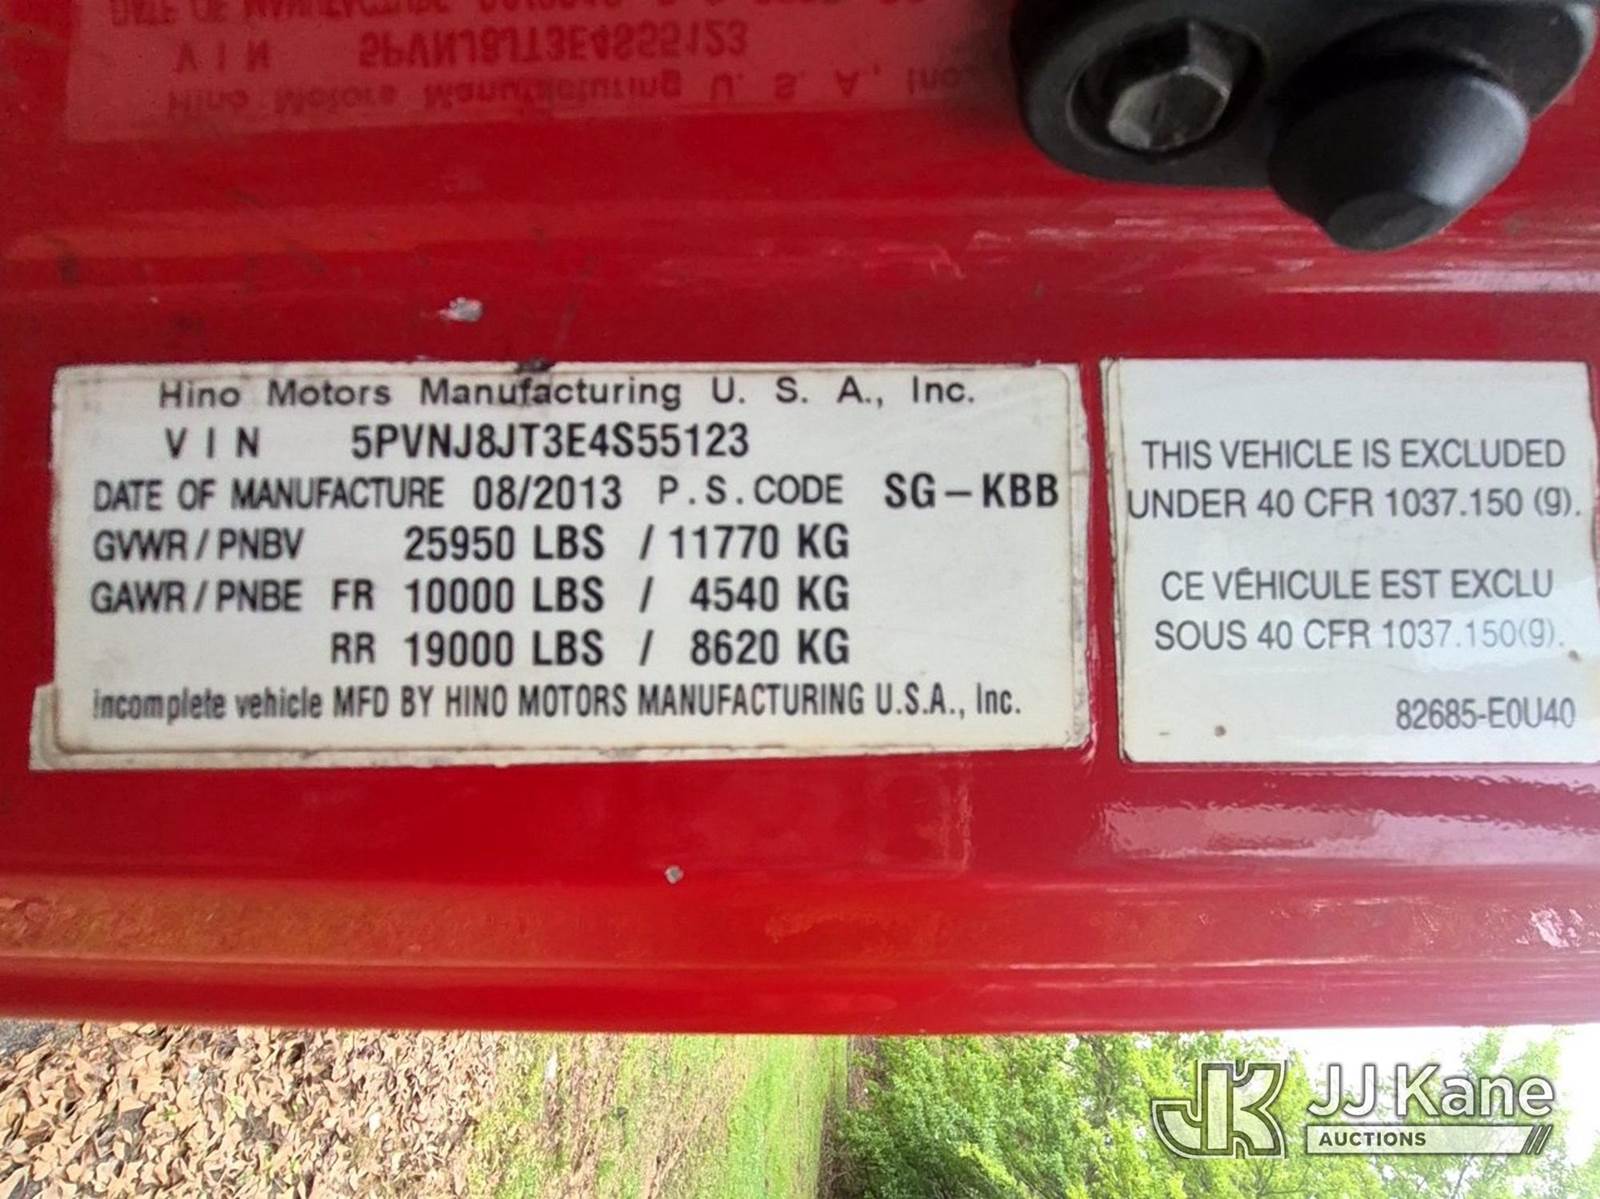 Hino Motors Manufacturing U. S. A., Inc.
VIN 5PVNJ8JT3E4S55123
DATE OF MANUFACTURE 08/2013 P.S.CODE SG-KBB
GVWR/PNBV 25950 LBS / 11770 KG
GAWR/PNBE FR 10000 LBS / 4540 KG
RR 19000 LBS / 8620 KG
incomplete vehicle MFD BY HINO MOTORS MANUFACTURING U.S.A., Inc.
THIS VEHICLE IS EXCLUDED
UNDER 40 CFR 1037.150 (g).
CE VÉHICULE EST EXCLU
SOUS 40 CFR 1037.150(g).
82685-E0U40
JJ Kane
AUCTIONS